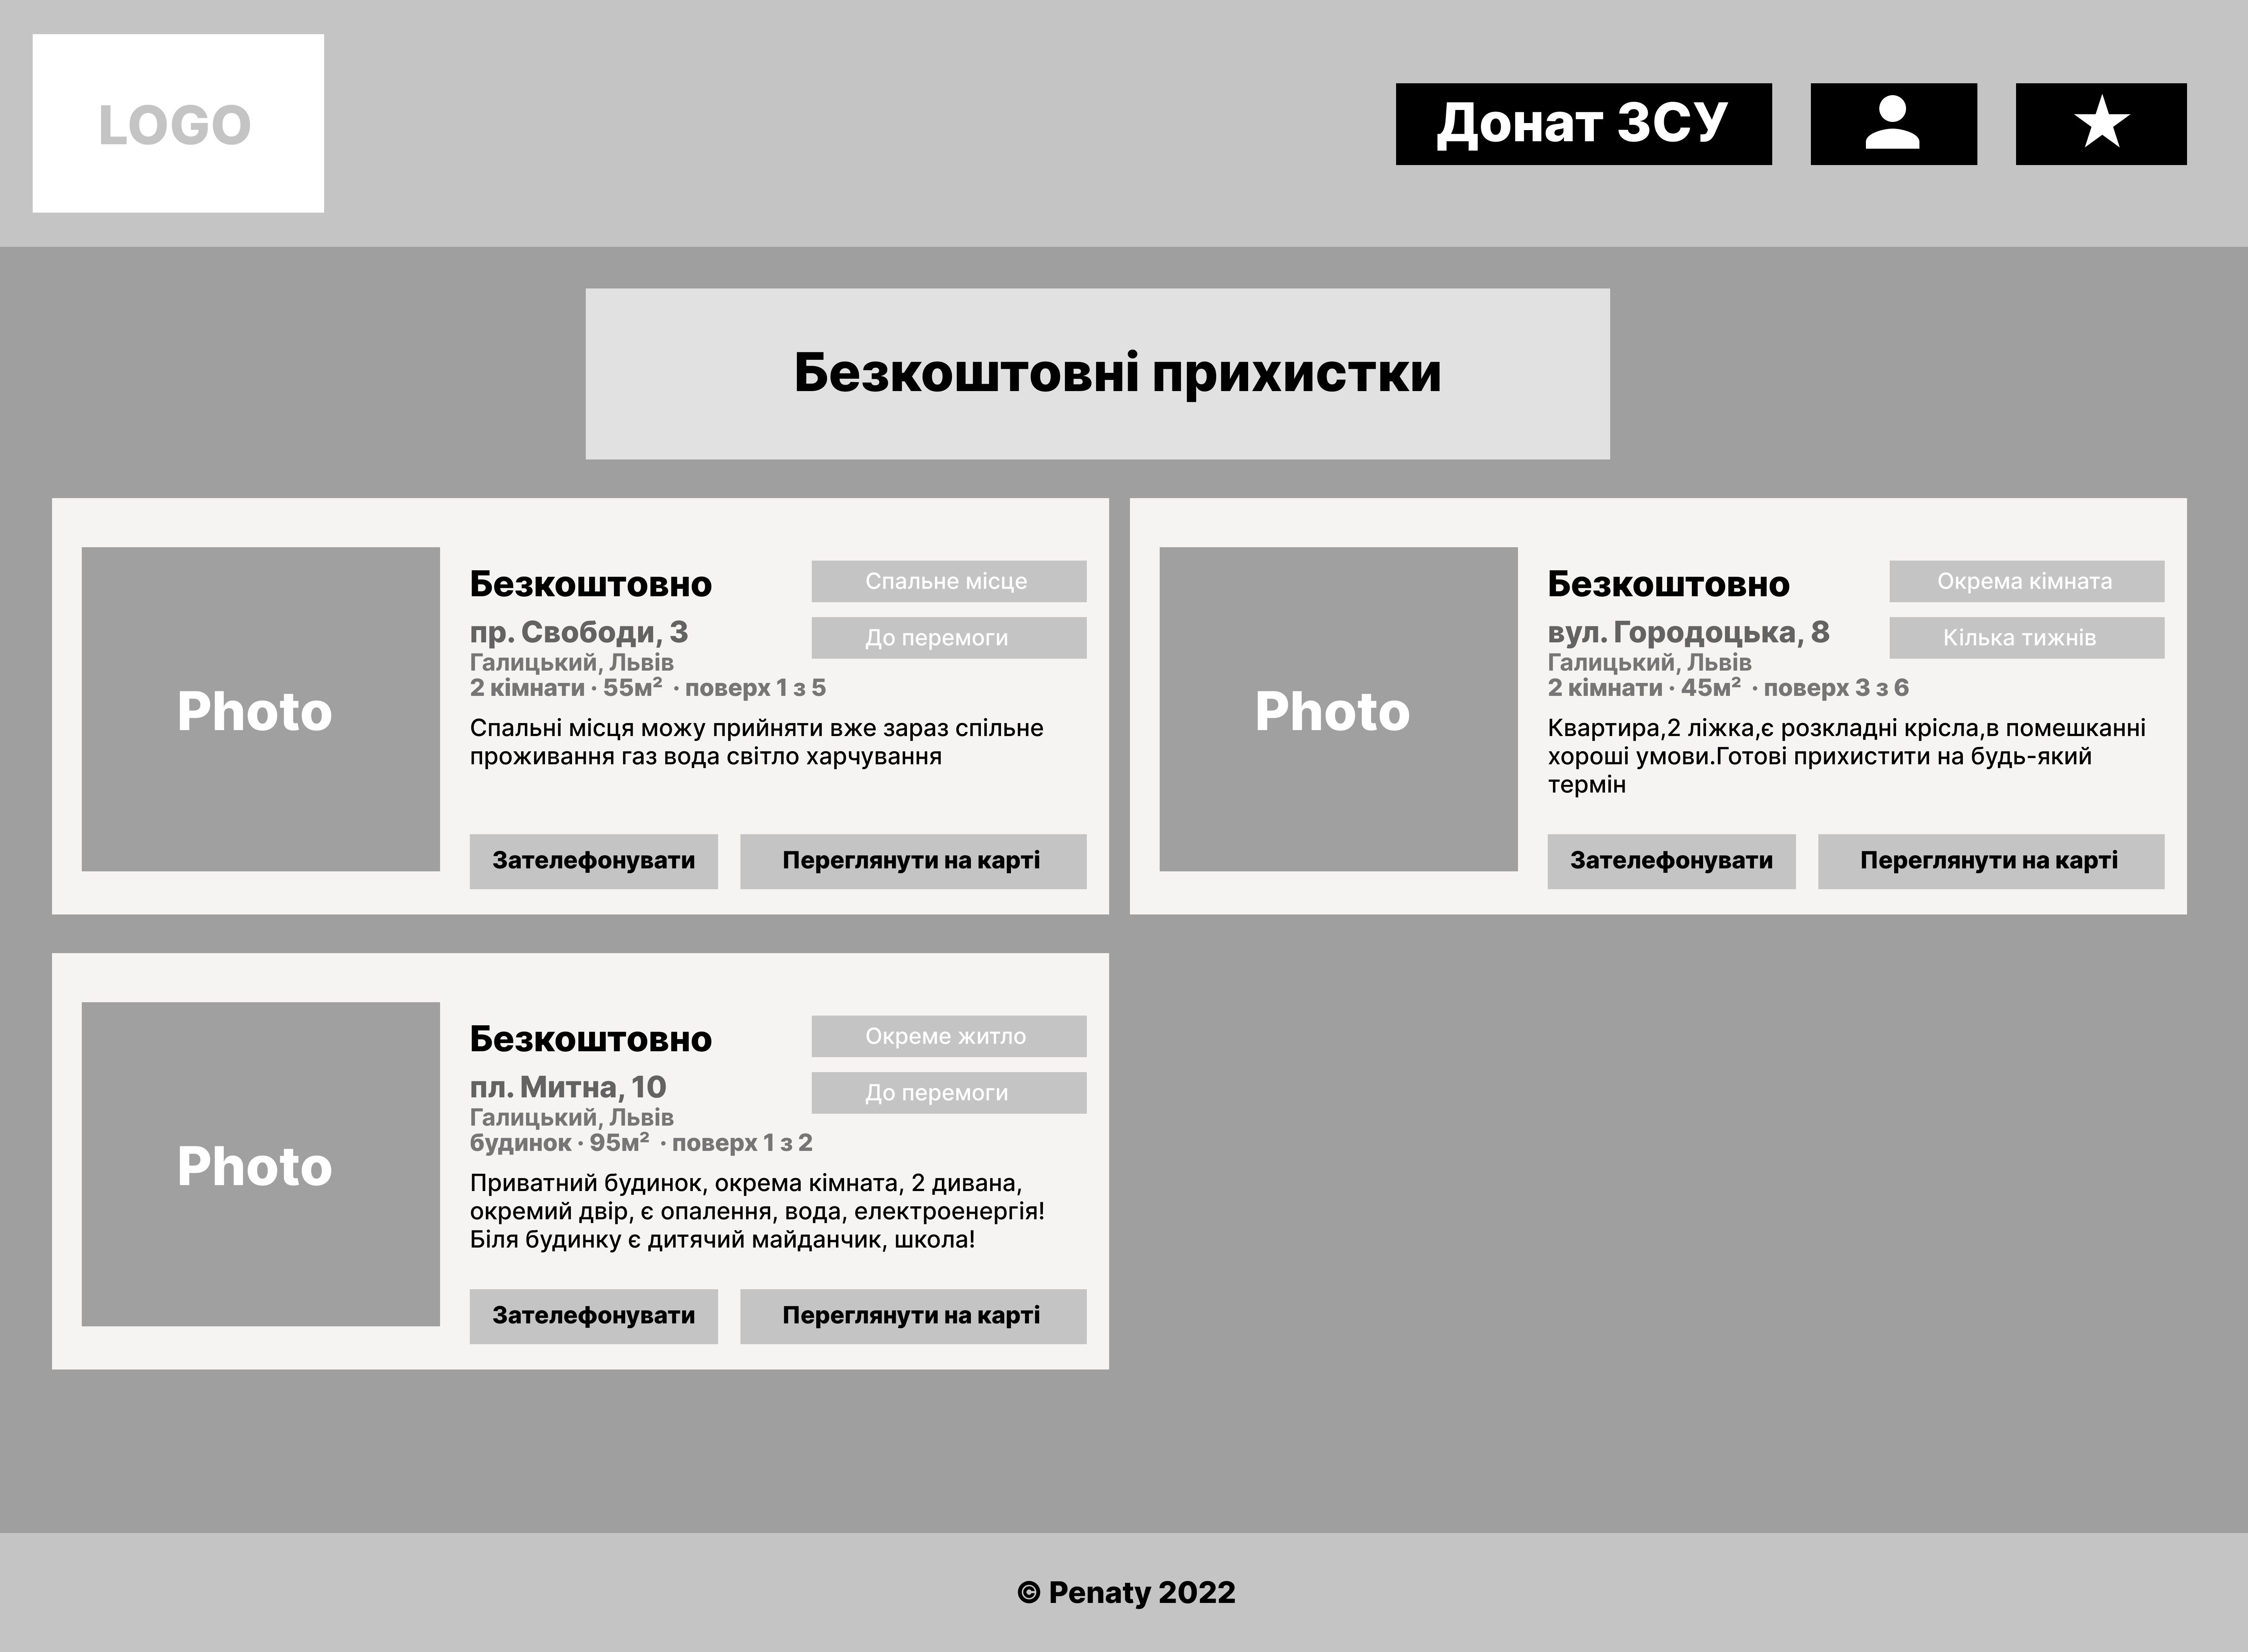 LOGO
Донат ЗСУ
Безкоштовні прихистки
Photo
Безкоштовно
Спальне місце
До перемоги
пр. Свободи, 3
Галицький, Львів
2 кімнати · 55м² · поверх 1 з 5
Спальні місця можу прийняти вже зараз спільне
проживання газ вода світло харчування
Зателефонувати
Переглянути на карті
Photo
Безкоштовно
Окрема кімната
Кілька тижнів
вул. Городоцька, 8
Галицький, Львів
2 кімнати · 45м² · поверх 3 з 6
Квартира,2 ліжка,є розкладні крісла,в помешканні
хороші умови.Готові прихистити на будь-який
термін
Зателефонувати
Переглянути на карті
Photo
Безкоштовно
Окреме житло
До перемоги
пл. Митна, 10
Галицький, Львів
будинок · 95м² · поверх 1 з 2
Приватний будинок, окрема кімната, 2 дивана,
окремий двір, є опалення, вода, електроенергія!
Біля будинку є дитячий майданчик, школа!
Зателефонувати
Переглянути на карті
© Penaty 2022